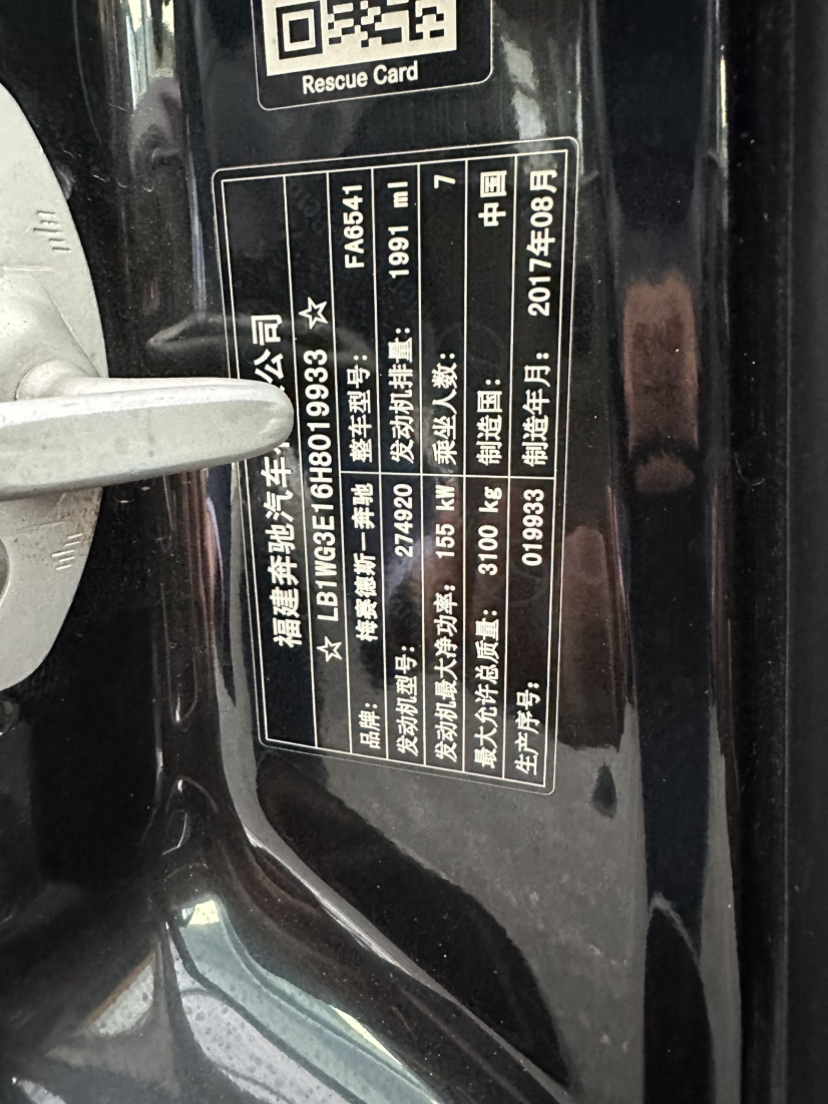 Rescue Card
福建奔驰汽车 公司
☆ LB1WG3E16H8019933 ☆
品牌: 梅赛德斯－奔驰 整车型号: FA6541
发动机型号: 274920 发动机排量: 1991 ml
发动机最大净功率: 155 kW 乘坐人数: 7
最大允许总质量: 3100 kg 制造国: 中国
生产序号: 019933 制造年月: 2017年08月